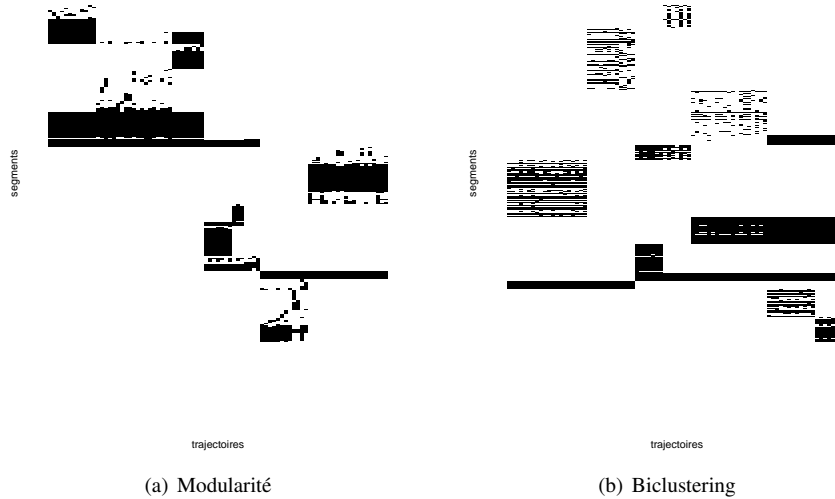 segments
segments
trajectoires
trajectoires
(a) Modularité
(b) Biclustering